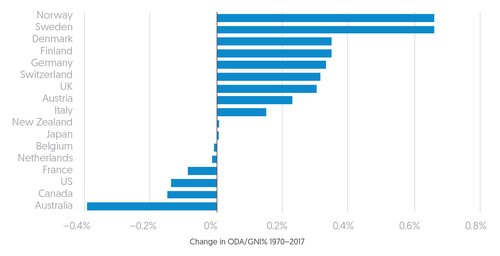 Norway
Sweden
Denmark
Finland
Germany
Switzerland
UK
Austria
Italy
New Zealand
Japan
Belgium
Netherlands
France
US
Canada
Australia
−0.4% −0.2% 0% 0.2% 0.4% 0.6% 0.8%
Change in ODA/GNI% 1970–2017